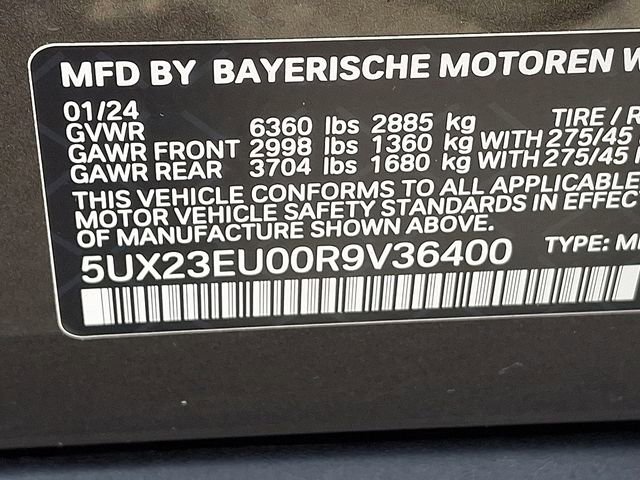 MFD BY BAYERISCHE MOTOREN W
01/24
GVWR 6360 lbs 2885 kg TIRE / R
GAWR FRONT 2998 lbs 1360 kg WITH 275/45
GAWR REAR 3704 lbs 1680 kg WITH 275/45
THIS VEHICLE CONFORMS TO ALL APPLICABLE
MOTOR VEHICLE SAFETY STANDARDS IN EFFEC
OF MANUFACTURE SHOWN ABOVE.
5UX23EU00R9V36400 TYPE: M